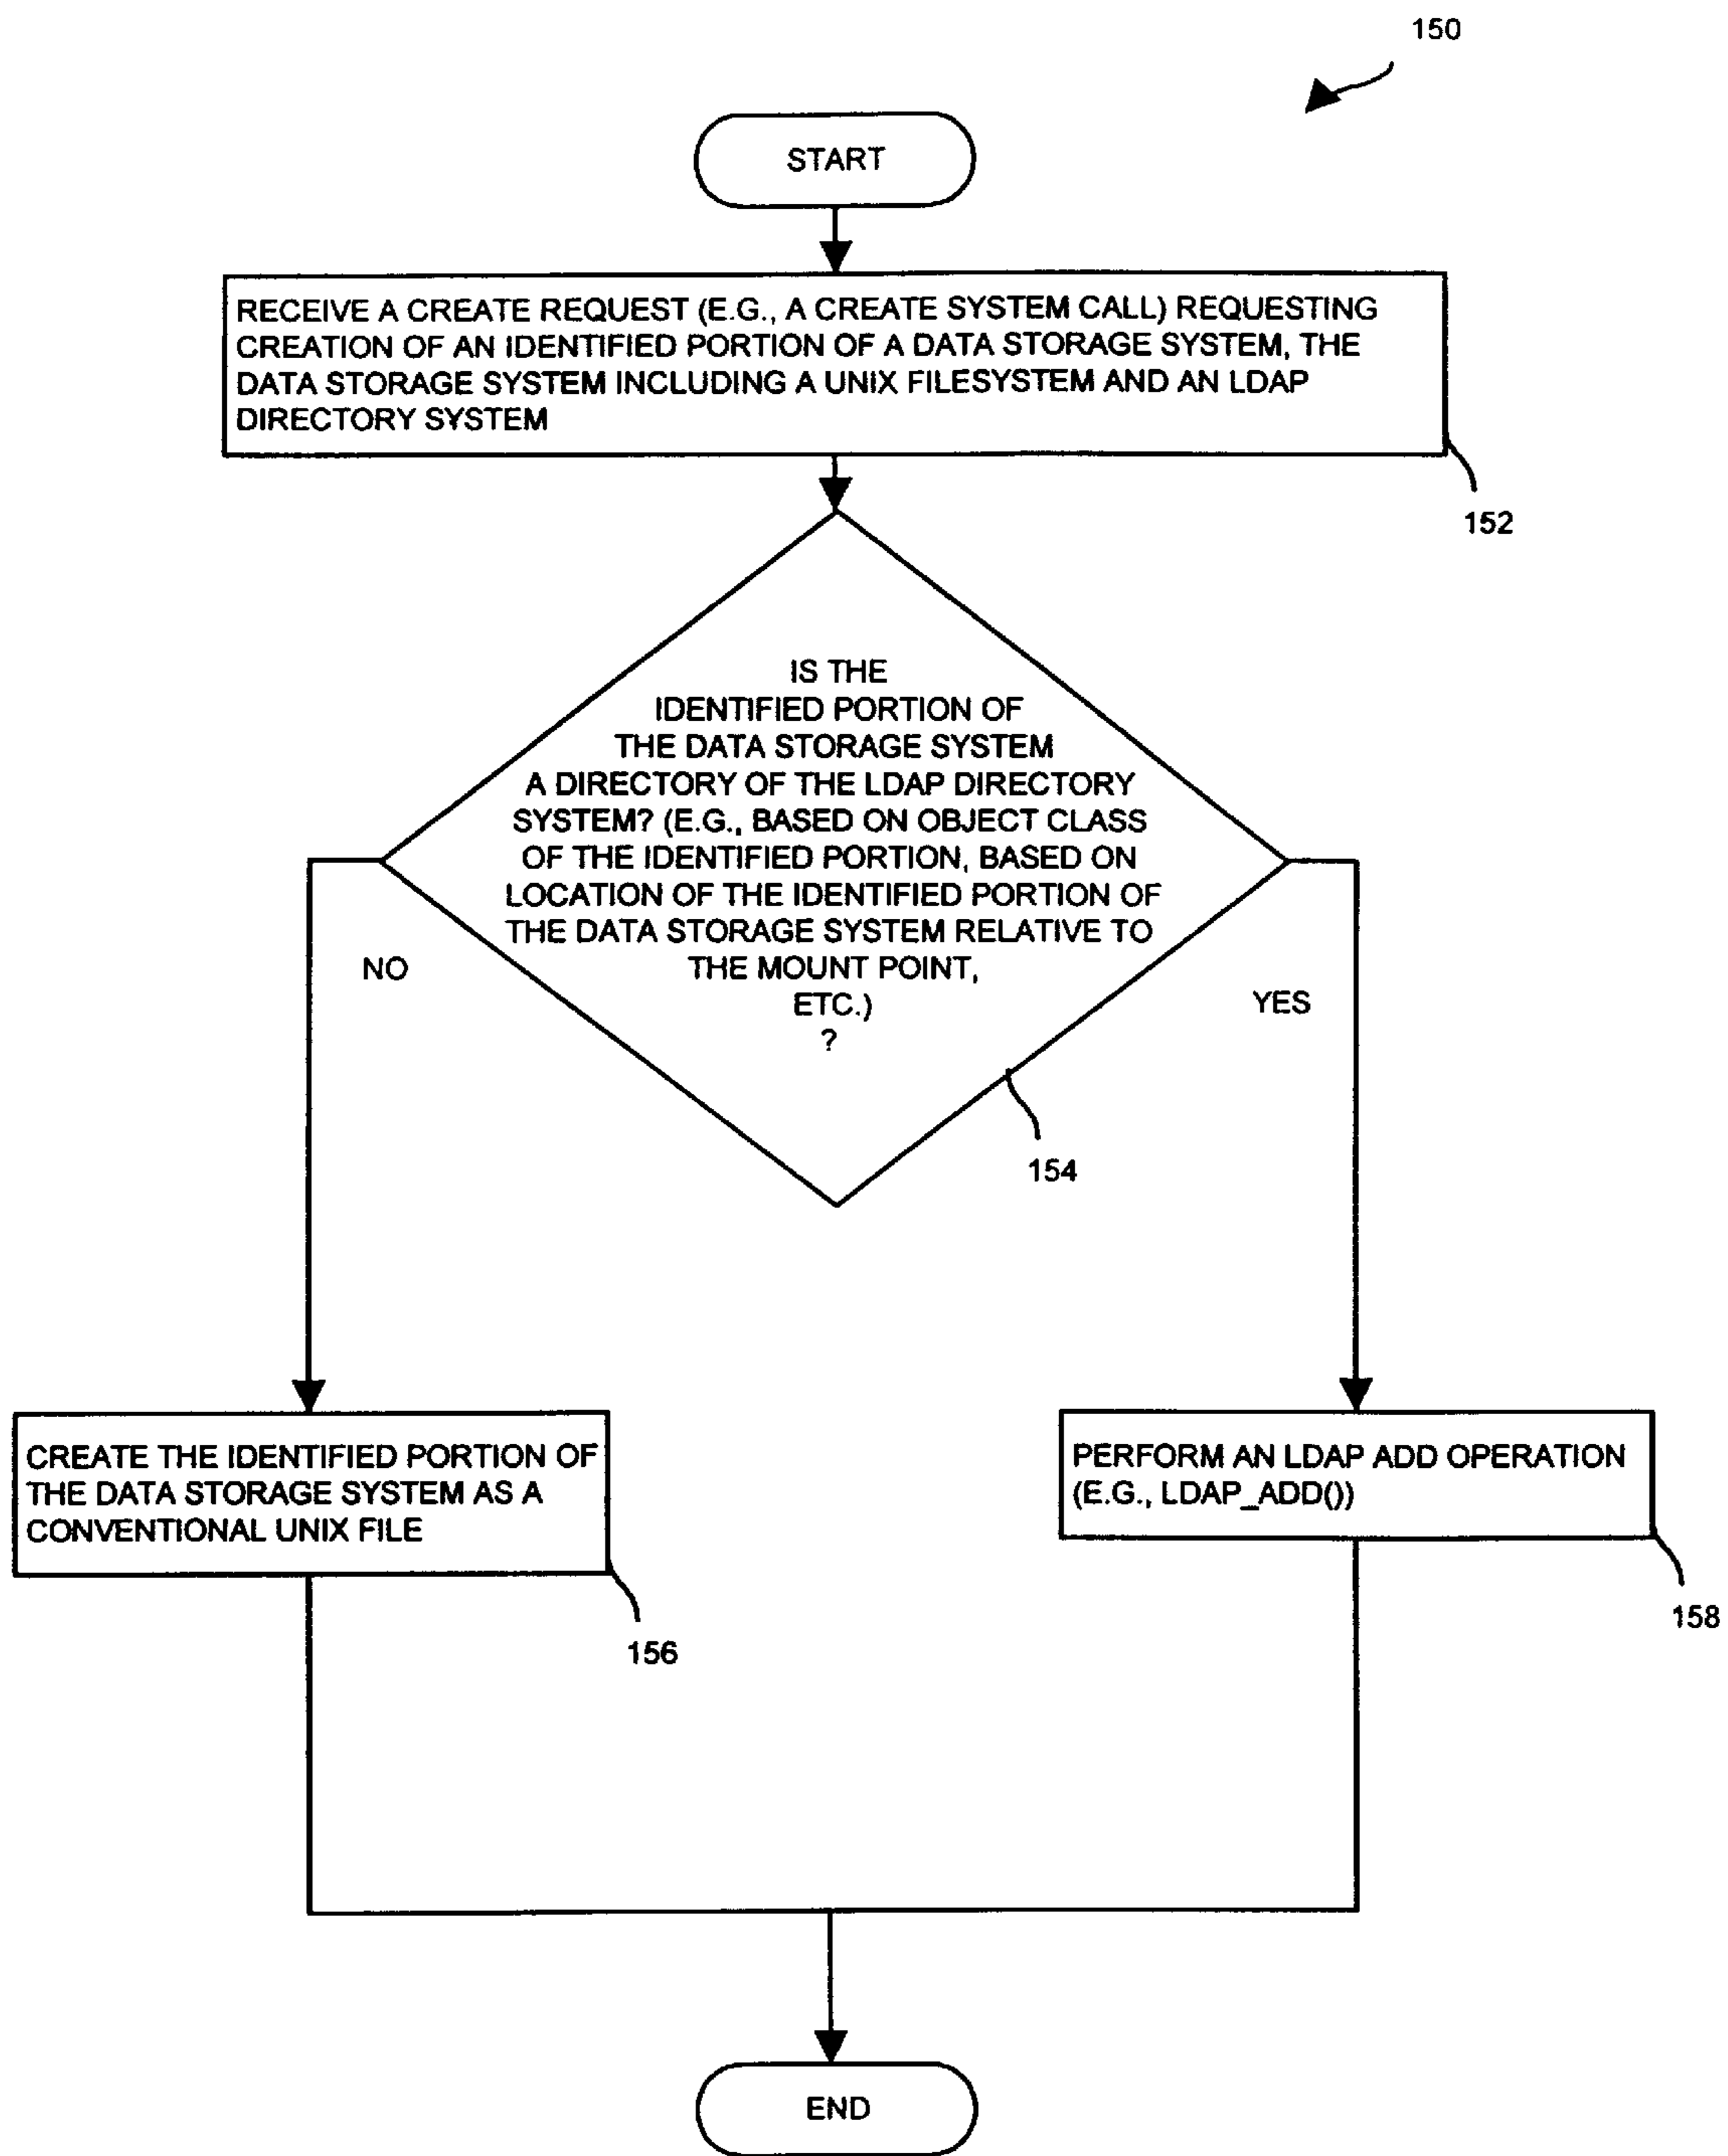 150
START
RECEIVE A CREATE REQUEST (E.G., A CREATE SYSTEM CALL) REQUESTING
CREATION OF AN IDENTIFIED PORTION OF A DATA STORAGE SYSTEM, THE
DATA STORAGE SYSTEM INCLUDING A UNIX FILESYSTEM AND AN LDAP
DIRECTORY SYSTEM
152
IS THE
IDENTIFIED PORTION OF
THE DATA STORAGE SYSTEM
A DIRECTORY OF THE LDAP DIRECTORY
SYSTEM? (E.G., BASED ON OBJECT CLASS
OF THE IDENTIFIED PORTION, BASED ON
LOCATION OF THE IDENTIFIED PORTION OF
THE DATA STORAGE SYSTEM RELATIVE TO
THE MOUNT POINT,
ETC.)
?
NO
YES
154
CREATE THE IDENTIFIED PORTION OF
THE DATA STORAGE SYSTEM AS A
CONVENTIONAL UNIX FILE
156
PERFORM AN LDAP ADD OPERATION
(E.G., LDAP_ADD())
158
END